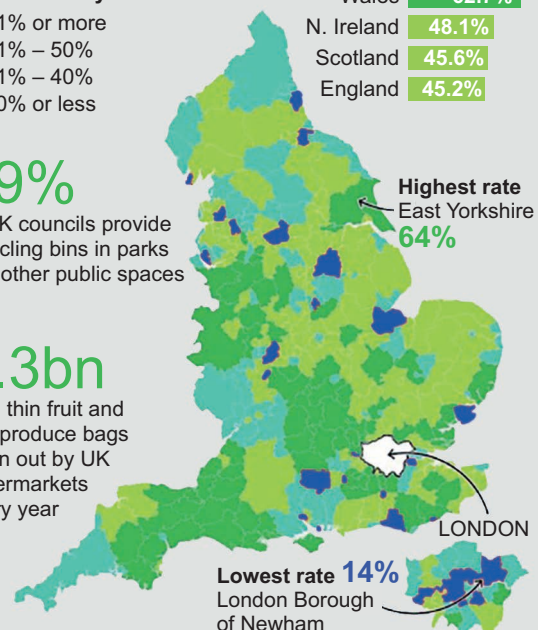 1% or more
1% – 50%
1% – 40%
0% or less
N. Ireland 48.1%
Scotland 45.6%
England 45.2%
9%
K councils provide
cling bins in parks
other public spaces
Highest rate
East Yorkshire
64%
.3bn
thin fruit and
produce bags
n out by UK
ermarkets
ry year
LONDON
Lowest rate 14%
London Borough
of Newham